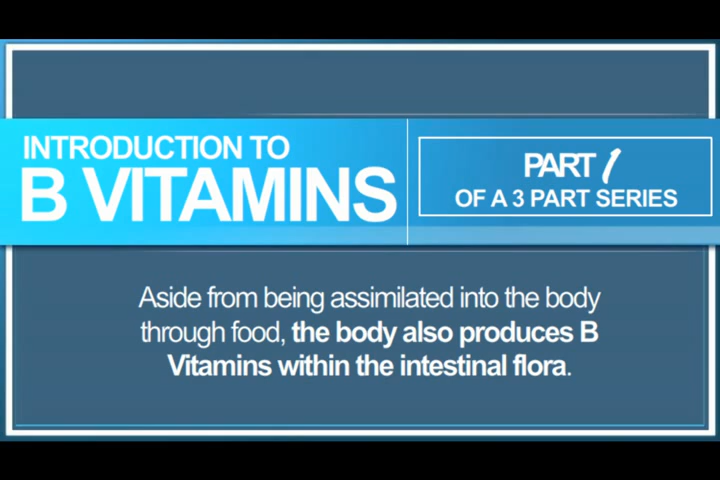 INTRODUCTION TO
B VITAMINS
PART 1
OF A 3 PART SERIES
Aside from being assimilated into the body
through food, the body also produces B
Vitamins within the intestinal flora.